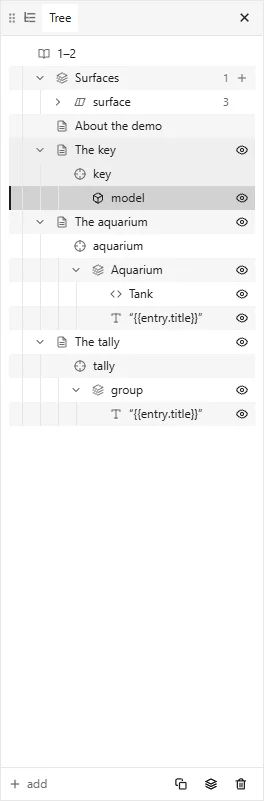 Tree
1–2
Surfaces 1
surface 3
About the demo
The key
key
model
The aquarium
aquarium
Aquarium
Tank
“{{entry.title}}”
The tally
tally
group
“{{entry.title}}”
add